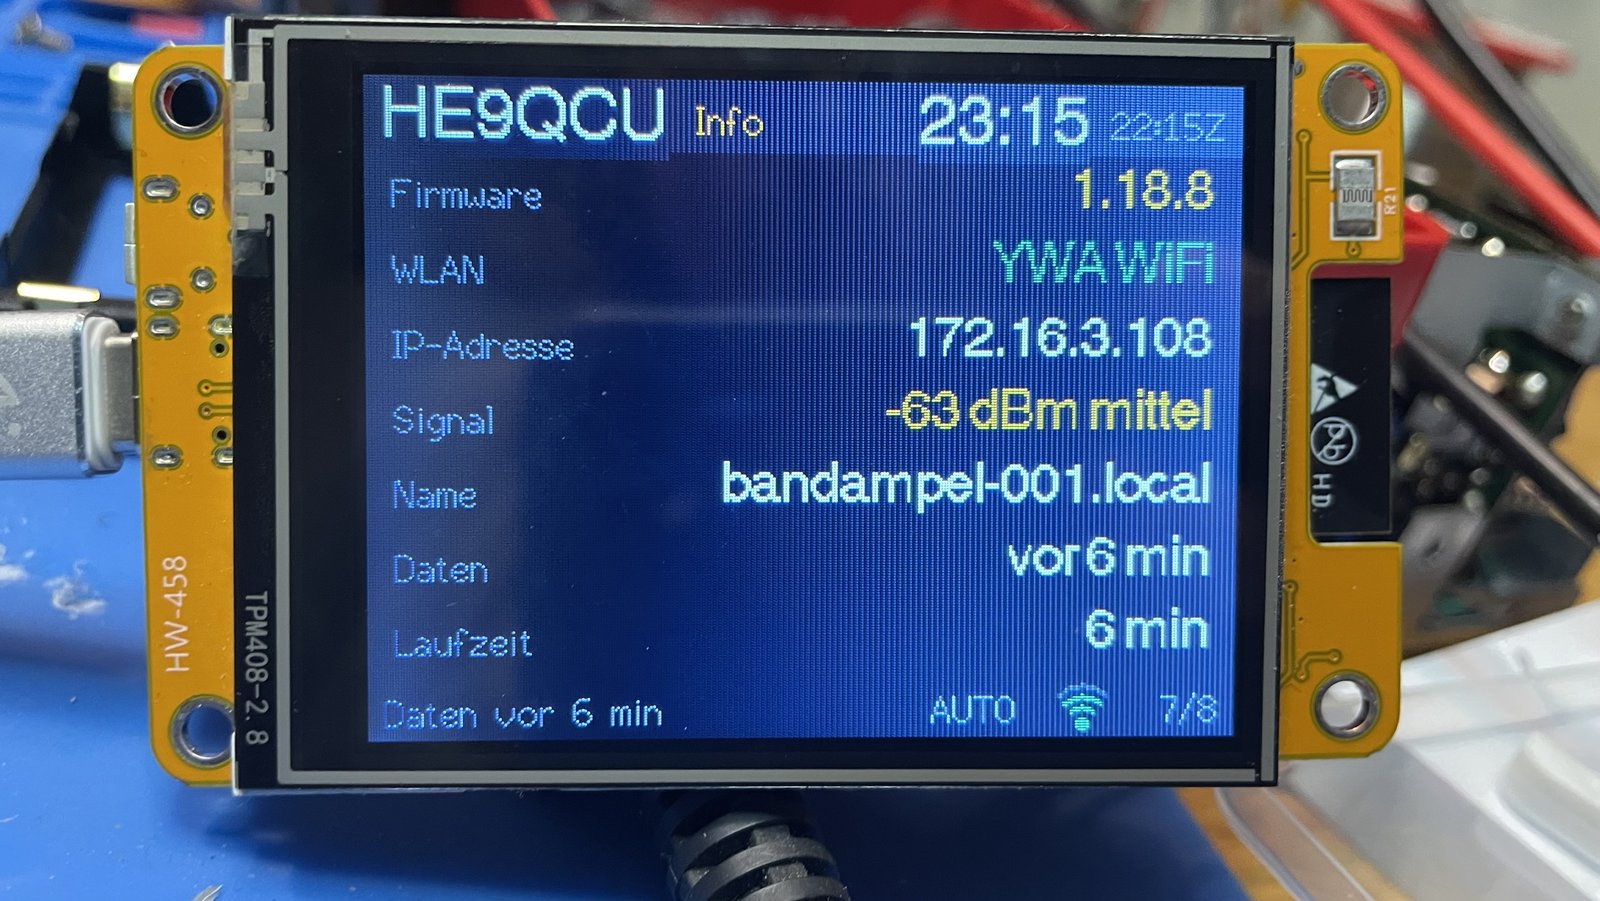 HE9QCU Info 23:15 22:15Z
Firmware 1.18.8
WLAN YWA WIFI
IP-Adresse 172.16.3.108
Signal -63 dBm mittel
Name bandampel-001.local
Daten vor 6 min
Laufzeit 6 min
Daten vor 6 min AUTO 7/8
HW-458
TPM408-2.8
R21
Pb
HD.